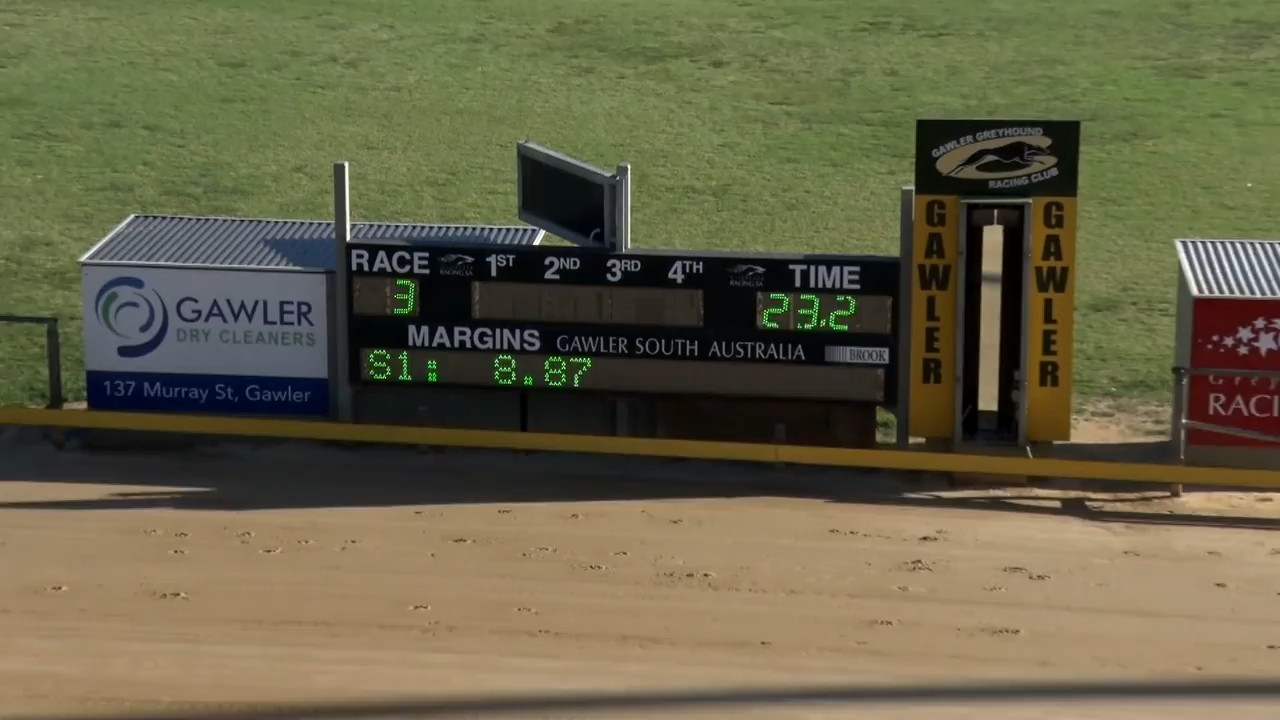 GAWLER GREYHOUND
RACING CLUB
GAWLER
GAWLER
RACE 1ST 2ND 3RD 4TH TIME
3 23.2
MARGINS GAWLER SOUTH AUSTRALIA BROOK
S1: 8.87
GAWLER
DRY CLEANERS
137 Murray St, Gawler
RACI